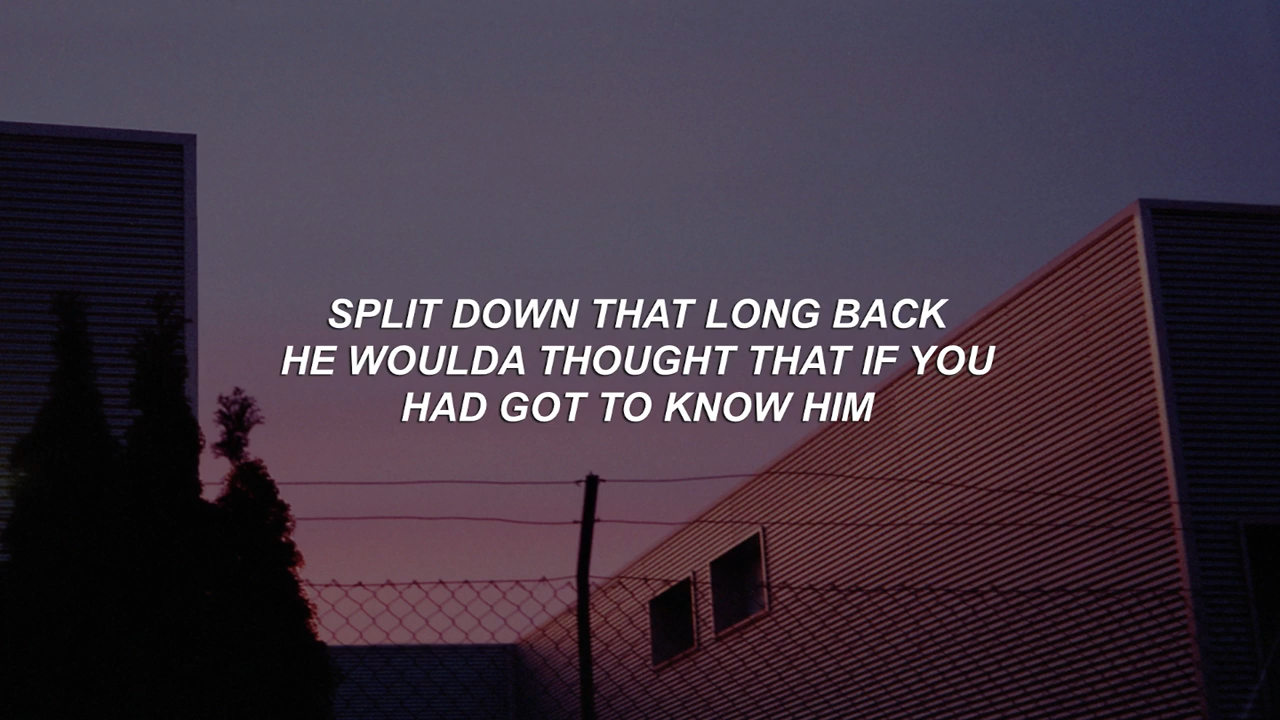 SPLIT DOWN THAT LONG BACK
HE WOULDA THOUGHT THAT IF YOU
HAD GOT TO KNOW HIM